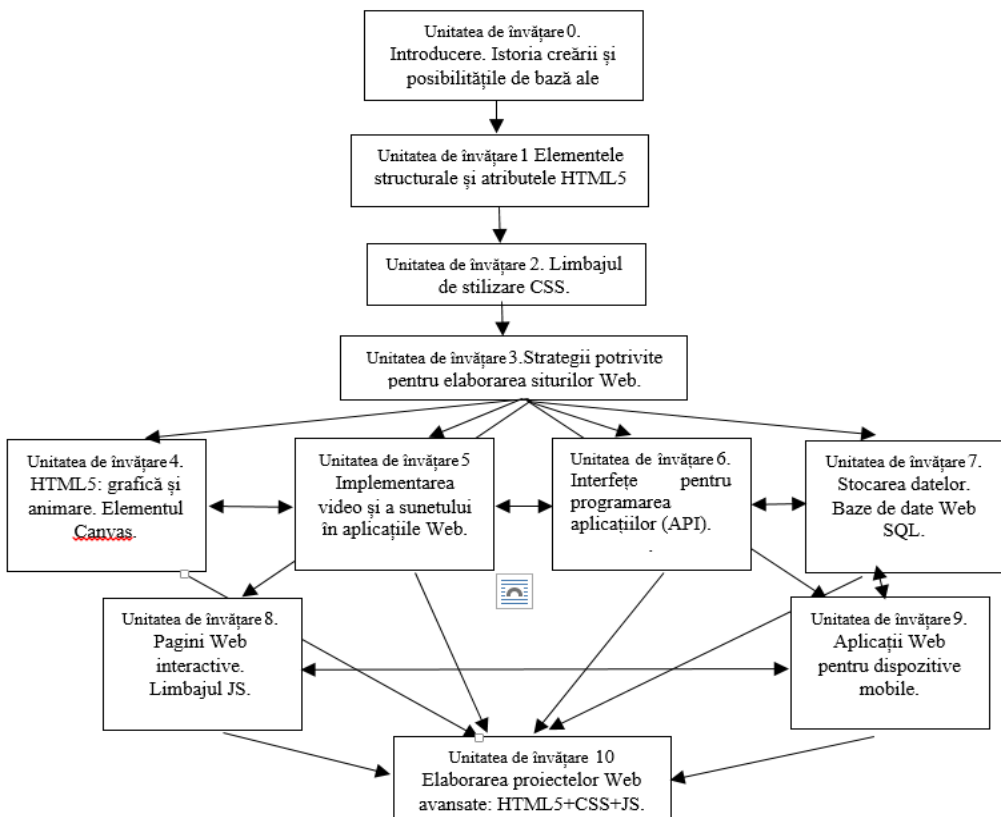 Unitatea de învățare 0.
Introducere. Istoria creării și
posibilitățile de bază ale
Unitatea de învățare 1 Elementele
structurale și atributele HTML5
Unitatea de învățare 2. Limbajul
de stilizare CSS.
Unitatea de învățare 3.Strategii potrivite
pentru elaborarea siturilor Web.
Unitatea de învățare 4.
HTML5: grafică și
animare. Elementul
Canvas.
Unitatea de învățare 5
Implementarea
video și a sunetului
în aplicațiile Web.
Unitatea de învățare 6.
Interfețe pentru
programarea
aplicațiilor (API).
.
Unitatea de învățare 7.
Stocarea datelor.
Baze de date Web
SQL.
Unitatea de învățare 8.
Pagini Web
interactive.
Limbajul JS.
Unitatea de învățare 9.
Aplicații Web
pentru dispozitive
mobile.
Unitatea de învățare 10
Elaborarea proiectelor Web
avansate: HTML5+CSS+JS.